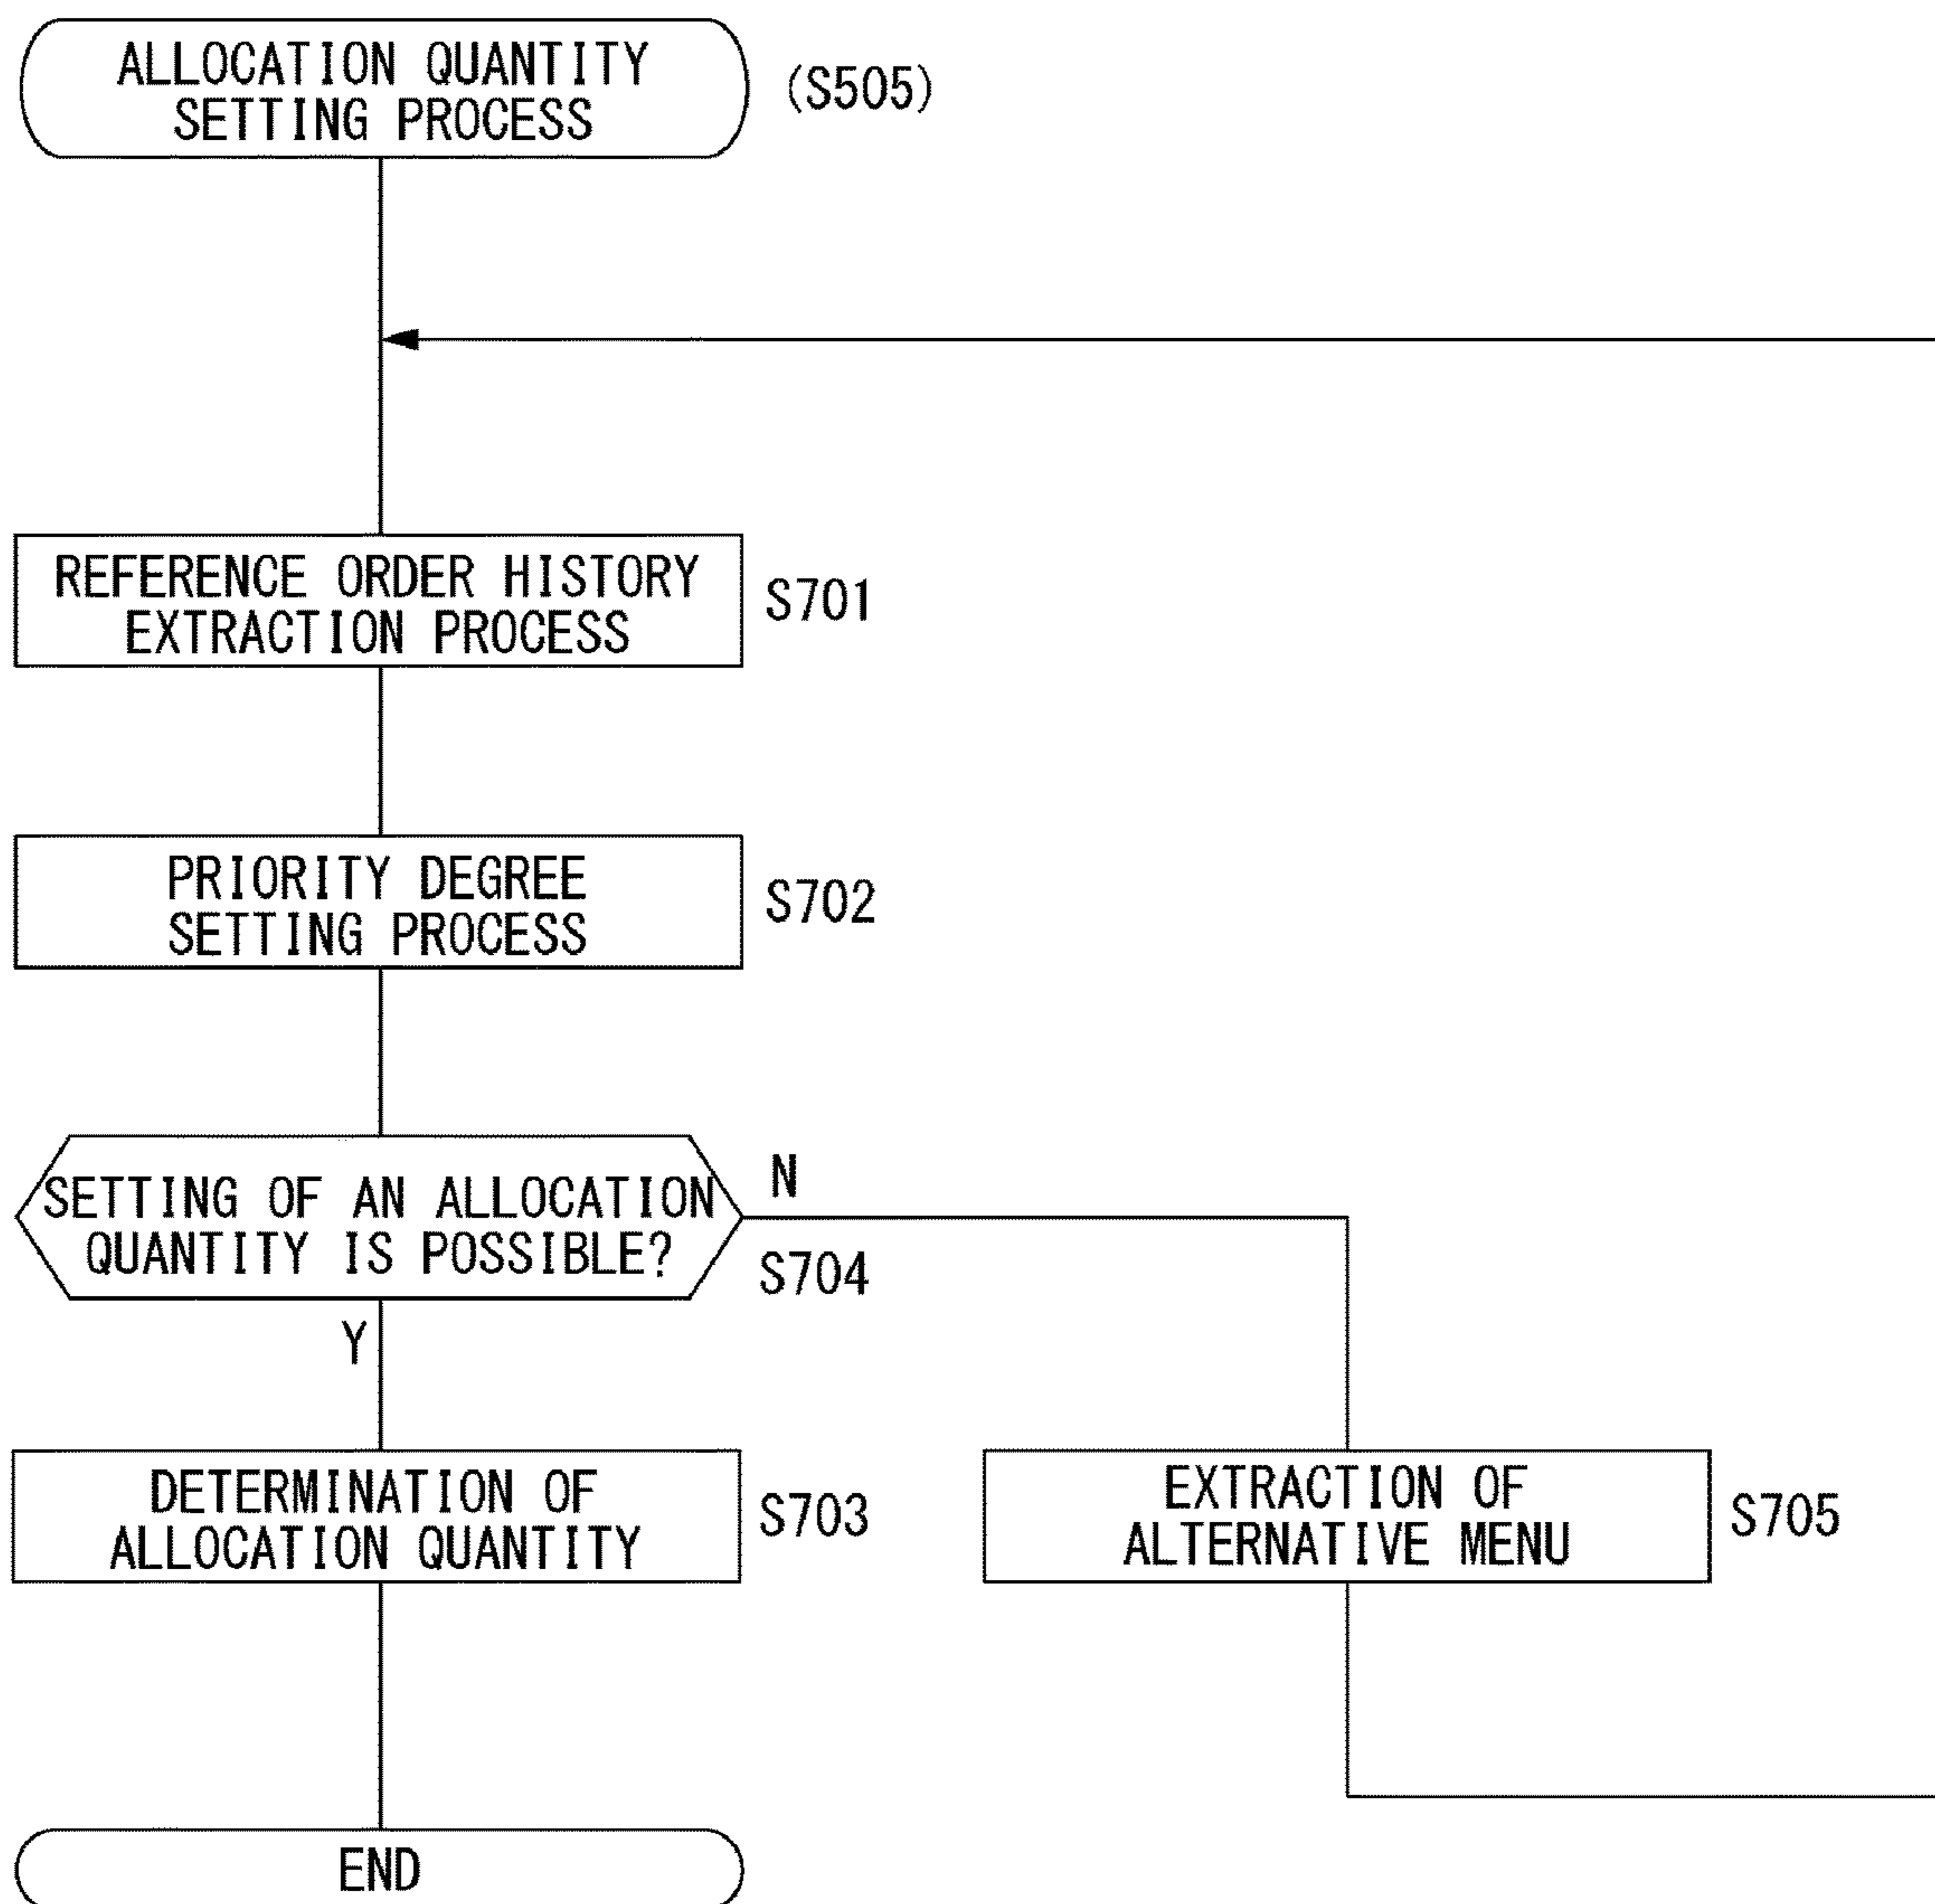 ALLOCATION QUANTITY
SETTING PROCESS
(S505)
REFERENCE ORDER HISTORY
EXTRACTION PROCESS
S701
PRIORITY DEGREE
SETTING PROCESS
S702
SETTING OF AN ALLOCATION
QUANTITY IS POSSIBLE?
N
S704
Y
DETERMINATION OF
ALLOCATION QUANTITY
S703
EXTRACTION OF
ALTERNATIVE MENU
S705
END